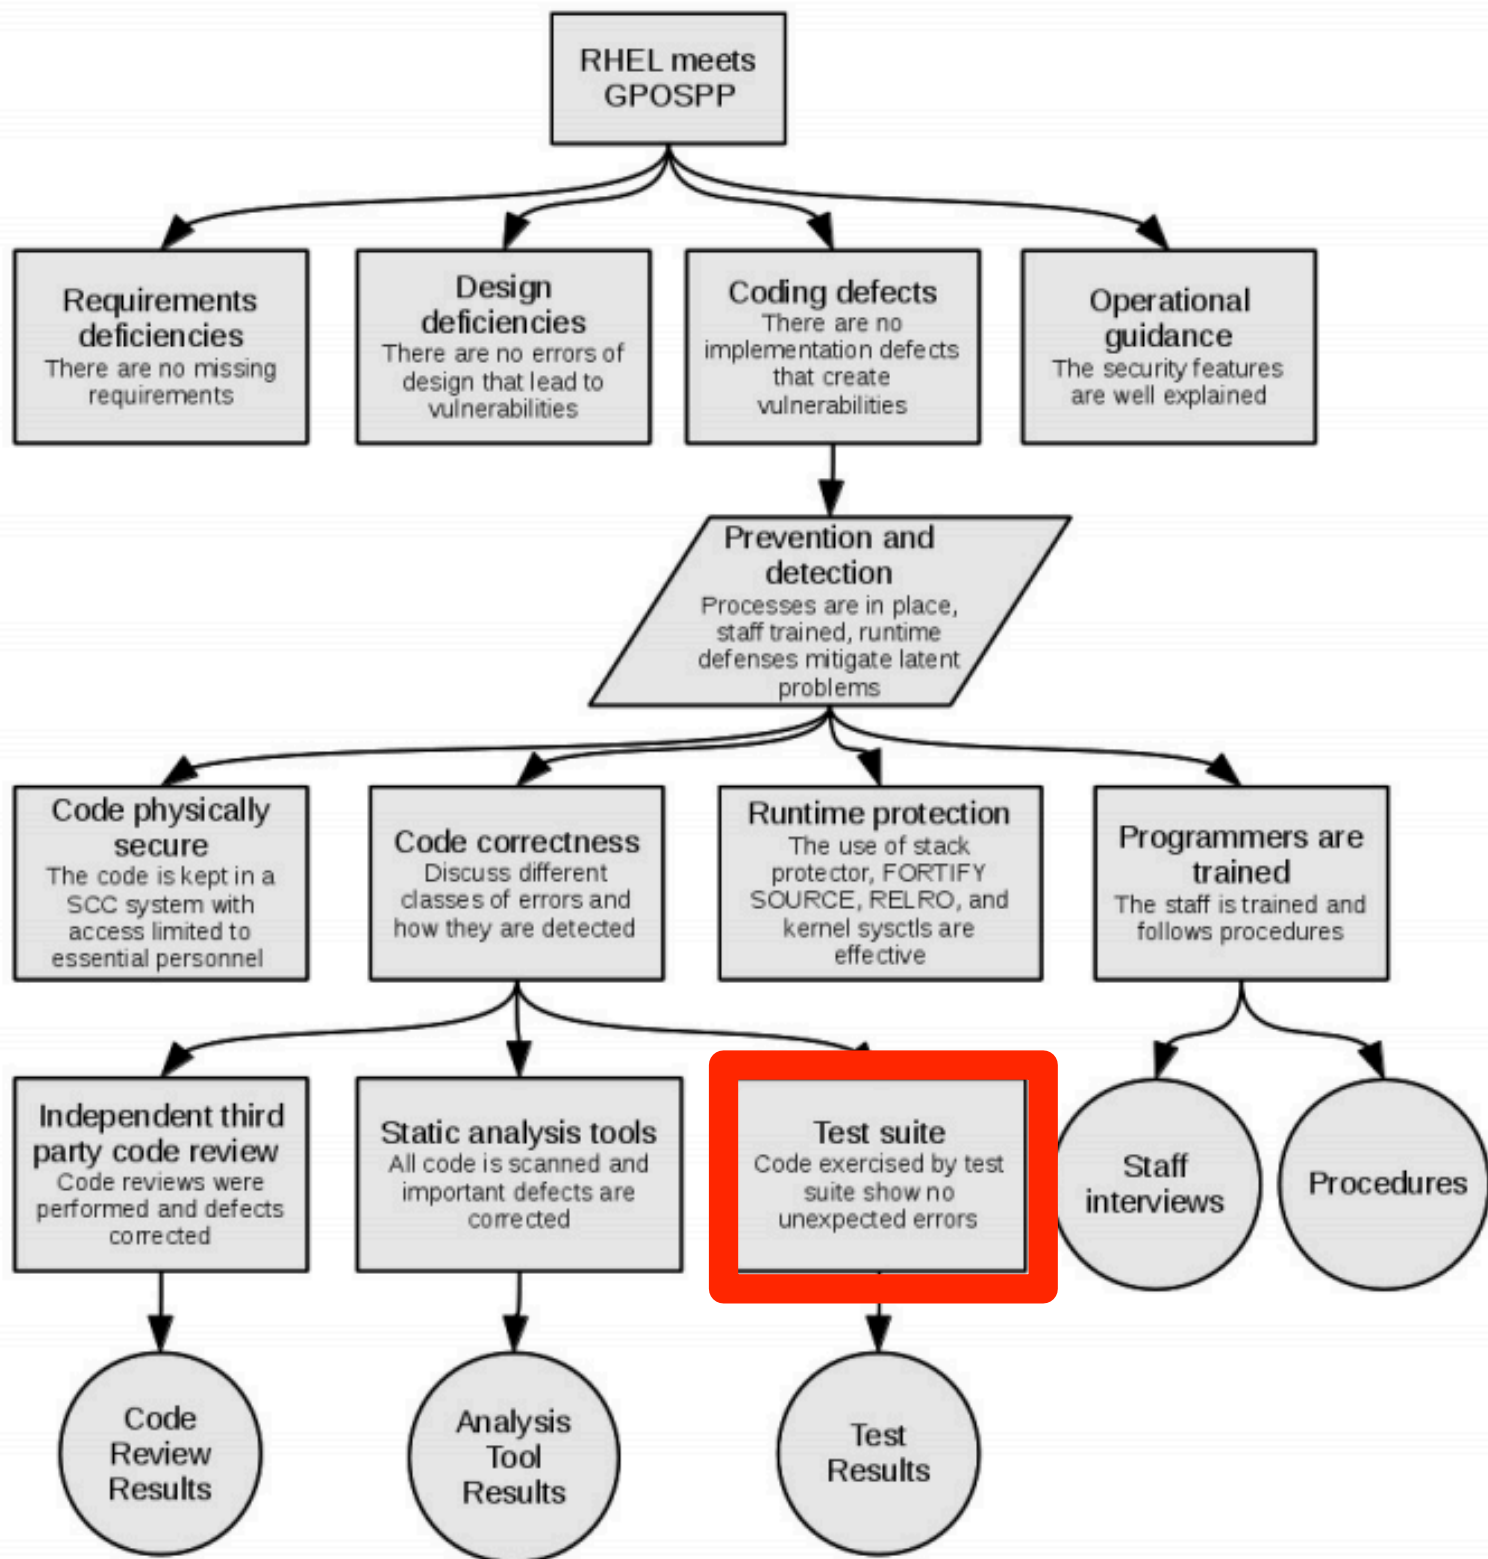 RHEL meets
GPOSPP
Requirements
deficiencies
There are no missing
requirements
Design
deficiencies
There are no errors of
design that lead to
vulnerabilities
Coding defects
There are no
implementation defects
that create
vulnerabilities
Operational
guidance
The security features
are well explained
Prevention and
detection
Processes are in place,
staff trained, runtime
defenses mitigate latent
problems
Code physically
secure
The code is kept in a
SCC system with
access limited to
essential personnel
Code correctness
Discuss different
classes of errors and
how they are detected
Runtime protection
The use of stack
protector, FORTIFY
SOURCE, RELRO, and
kernel sysctls are
effective
Programmers are
trained
The staff is trained and
follows procedures
Independent third
party code review
Code reviews were
performed and defects
corrected
Static analysis tools
All code is scanned and
important defects are
corrected
Test suite
Code exercised by test
suite show no
unexpected errors
Staff
interviews
Procedures
Code
Review
Results
Analysis
Tool
Results
Test
Results